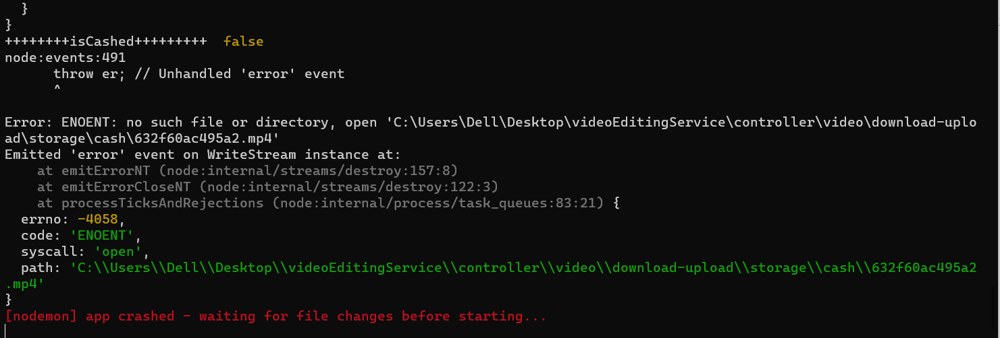 }
}
++++++++isCashed+++++++++  false
node:events:491
      throw er; // Unhandled 'error' event
      ^

Error: ENOENT: no such file or directory, open 'C:\Users\Dell\Desktop\videoEditingService\controller\video\download-uplo
ad\storage\cash\632f60ac495a2.mp4'
Emitted 'error' event on WriteStream instance at:
    at emitErrorNT (node:internal/streams/destroy:157:8)
    at emitErrorCloseNT (node:internal/streams/destroy:122:3)
    at processTicksAndRejections (node:internal/process/task_queues:83:21) {
  errno: -4058,
  code: 'ENOENT',
  syscall: 'open',
  path: 'C:\\Users\\Dell\\Desktop\\videoEditingService\\controller\\video\\download-upload\\storage\\cash\\632f60ac495a2
.mp4'
}
[nodemon] app crashed - waiting for file changes before starting...